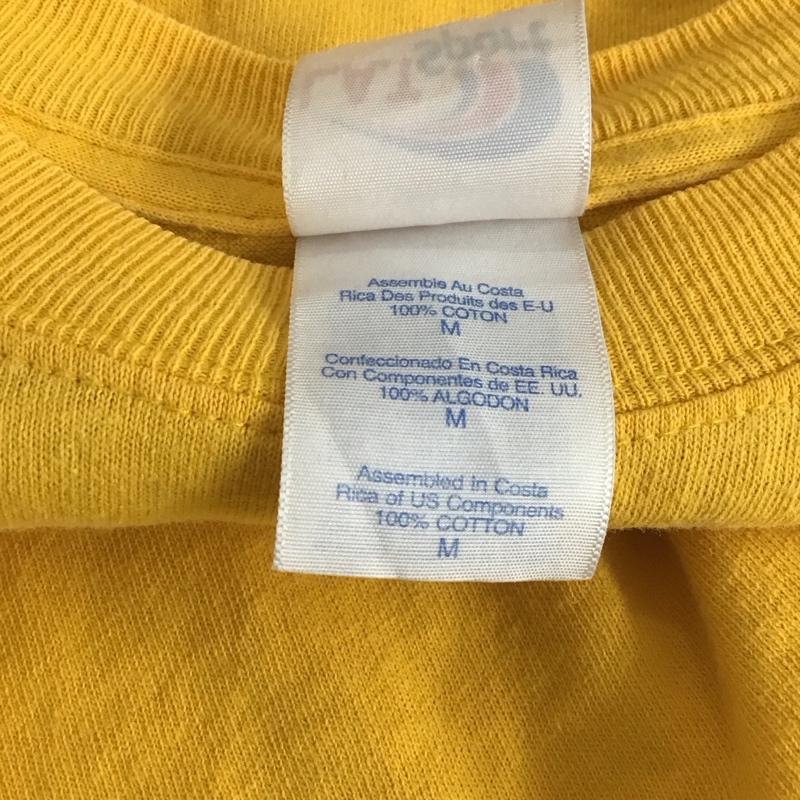 L.A.T
Sport
Assemble Au Costa
Rica Des Produits des E-U
100% COTON
M
Confeccionado En Costa Rica
Con Componentes de EE. UU.
100% ALGODON
M
Assembled in Costa
Rica of US Components
100% COTTON
M